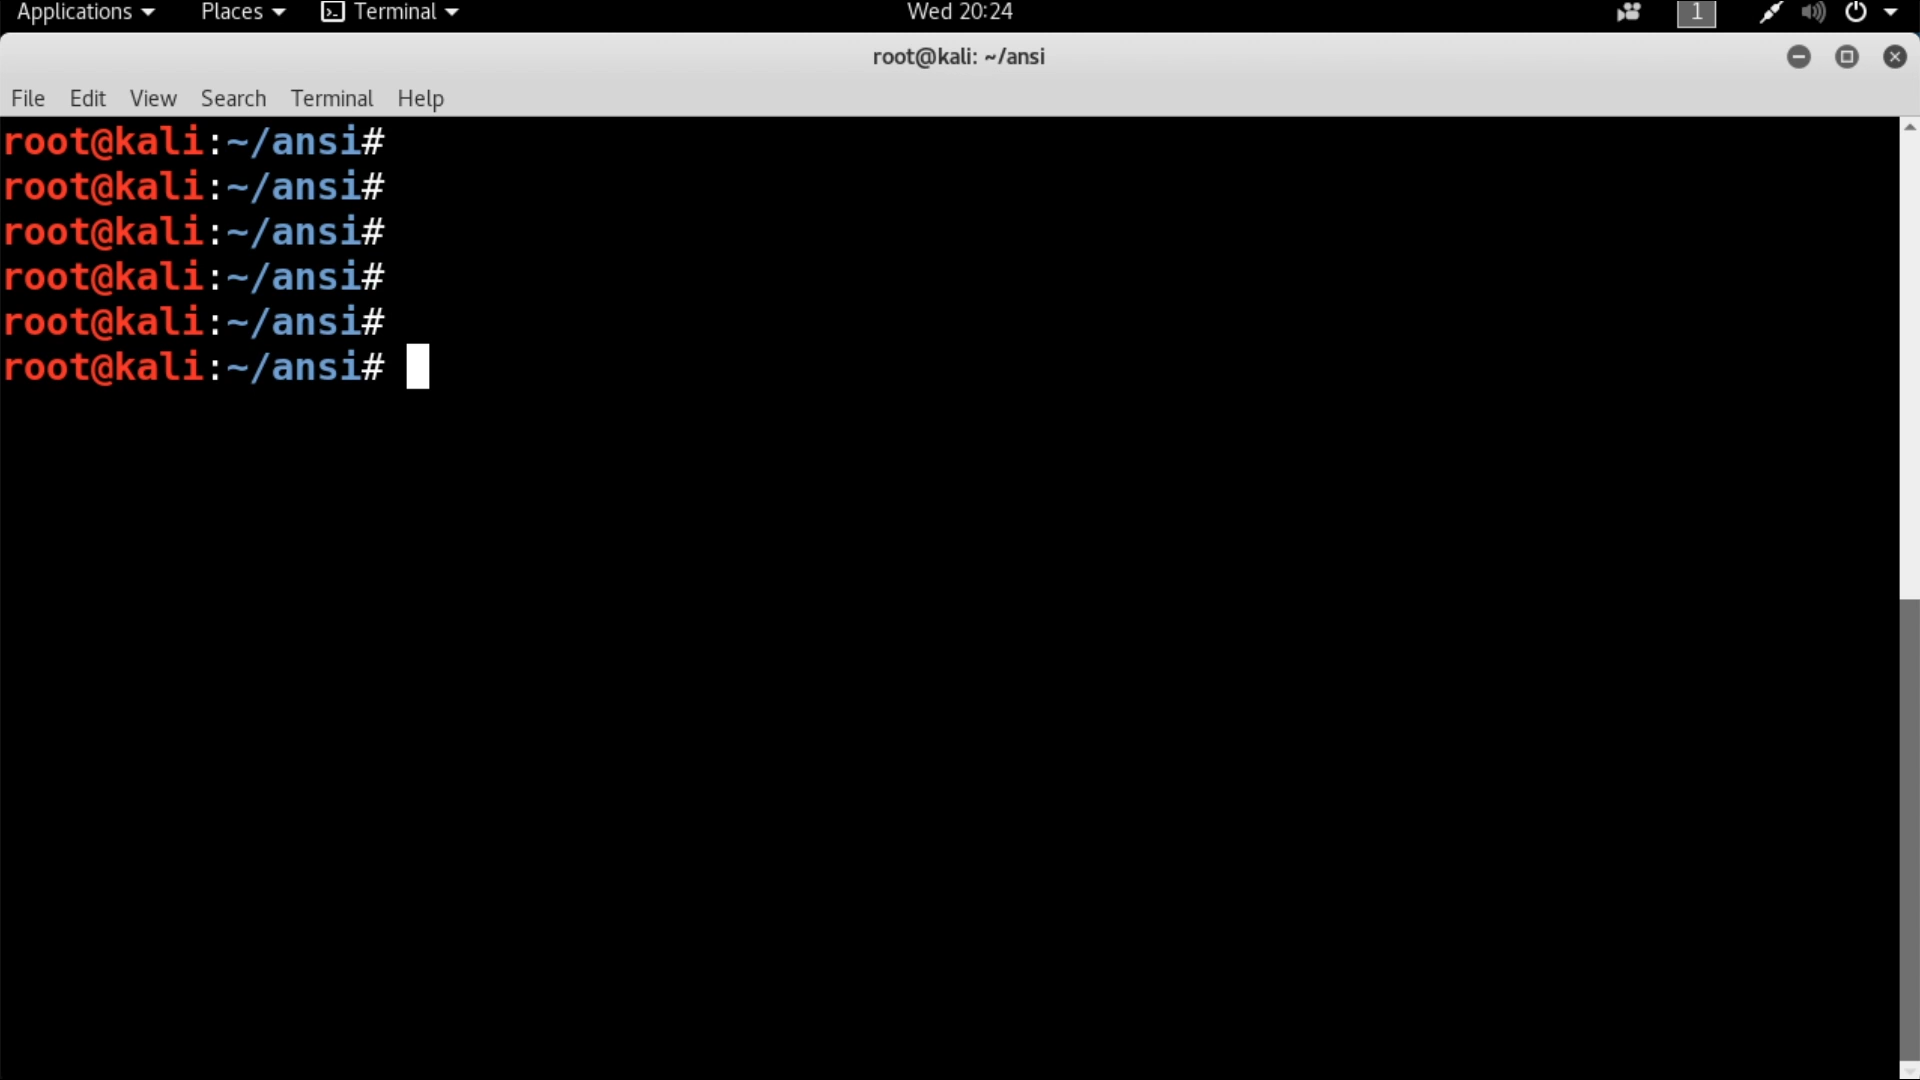 Applications Places Terminal Wed 20:24 1
root@kali: ~/ansi
File Edit View Search Terminal Help
root@kali:~/ansi#
root@kali:~/ansi#
root@kali:~/ansi#
root@kali:~/ansi#
root@kali:~/ansi#
root@kali:~/ansi#